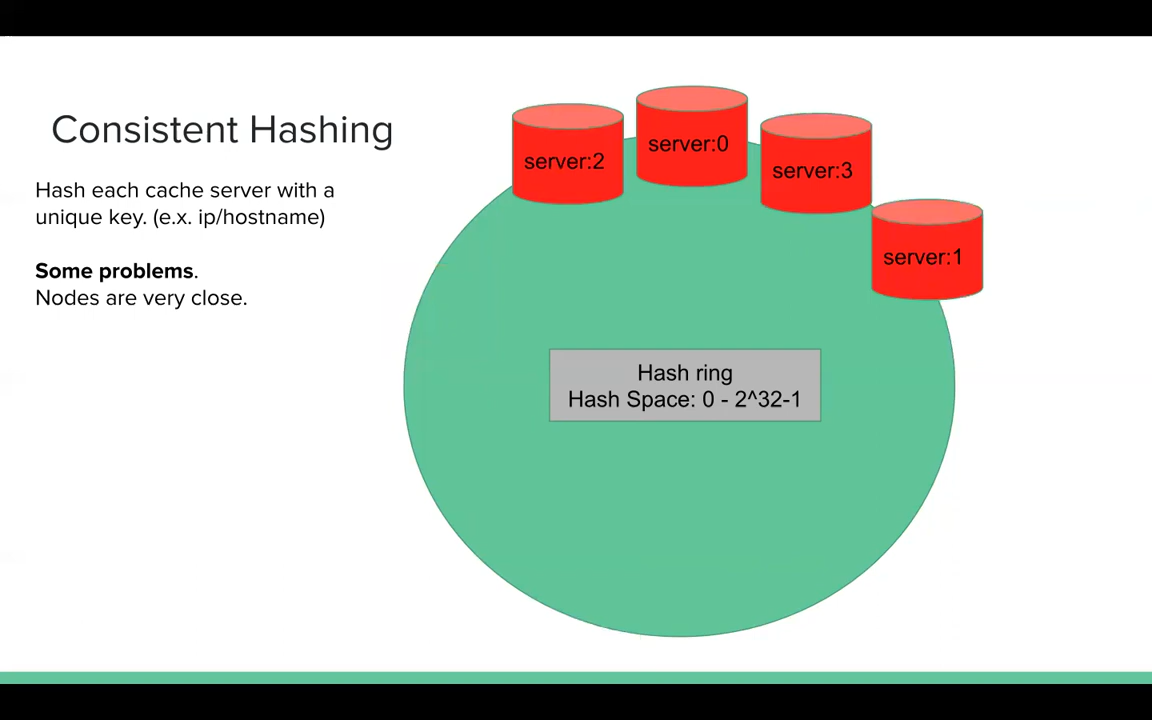 Consistent Hashing
Hash each cache server with a
unique key. (e.x. ip/hostname)
Some problems.
Nodes are very close.
server:2
server:0
server:3
server:1
Hash ring
Hash Space: 0 - 2^32-1